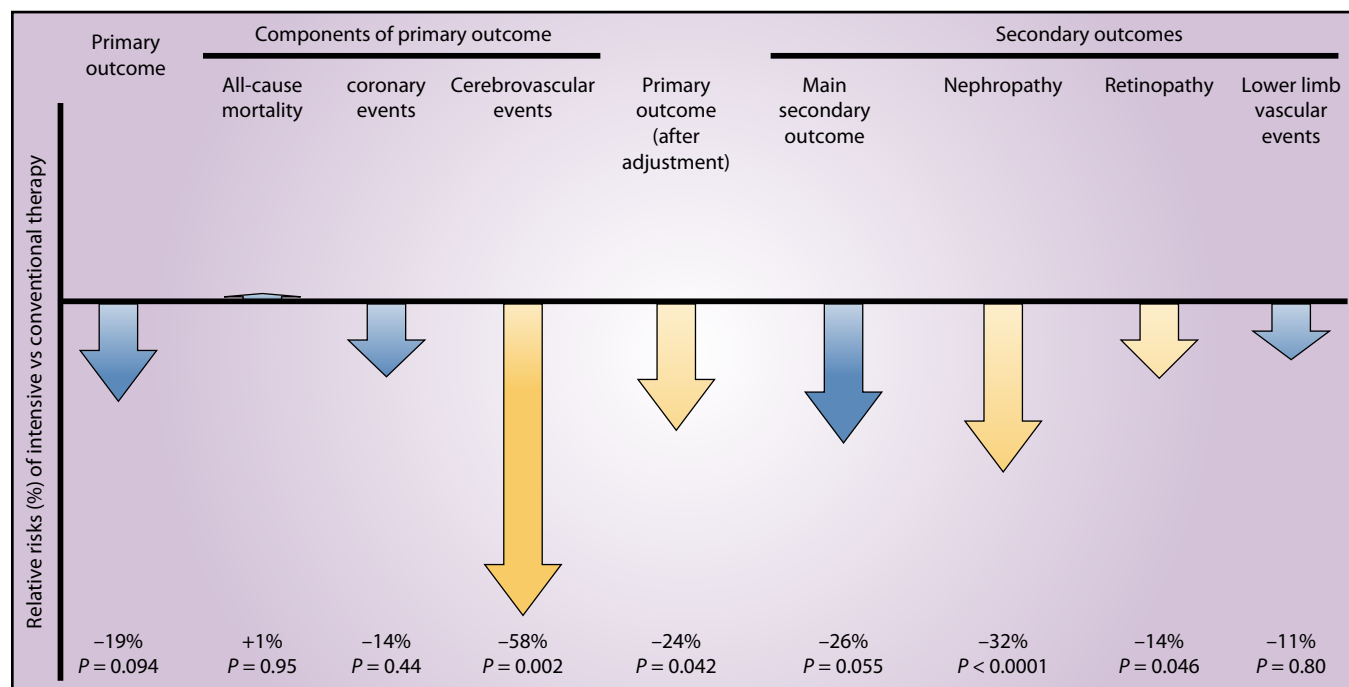 Components of primary outcome
Secondary outcomes
Primary
outcome
All-cause
mortality
coronary
events
Cerebrovascular
events
Primary
outcome
(after
adjustment)
Main
secondary
outcome
Nephropathy
Retinopathy
Lower limb
vascular
events
Relative risks (%) of intensive vs conventional therapy
–19%
P = 0.094
+1%
P = 0.95
–14%
P = 0.44
–58%
P = 0.002
–24%
P = 0.042
–26%
P = 0.055
–32%
P < 0.0001
–14%
P = 0.046
–11%
P = 0.80